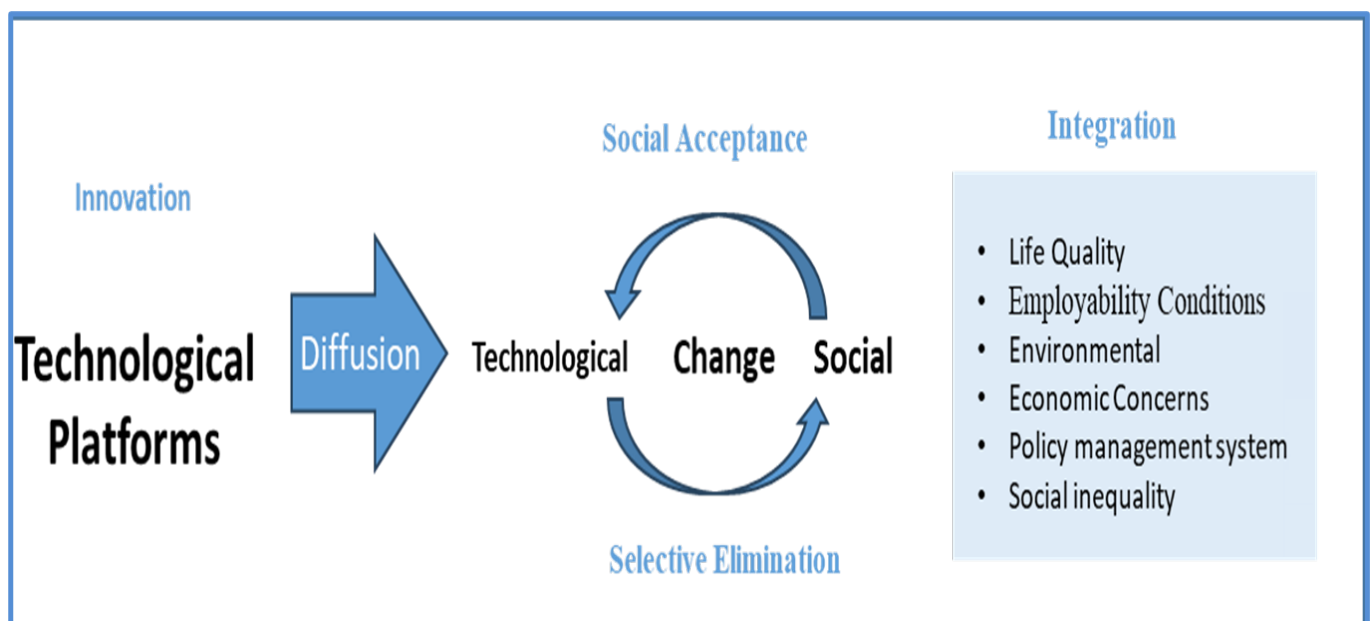 Innovation
Technological
Platforms
Diffusion
Social Acceptance
Technological Change Social
Selective Elimination
Integration
• Life Quality
• Employability Conditions
• Environmental
• Economic Concerns
• Policy management system
• Social inequality